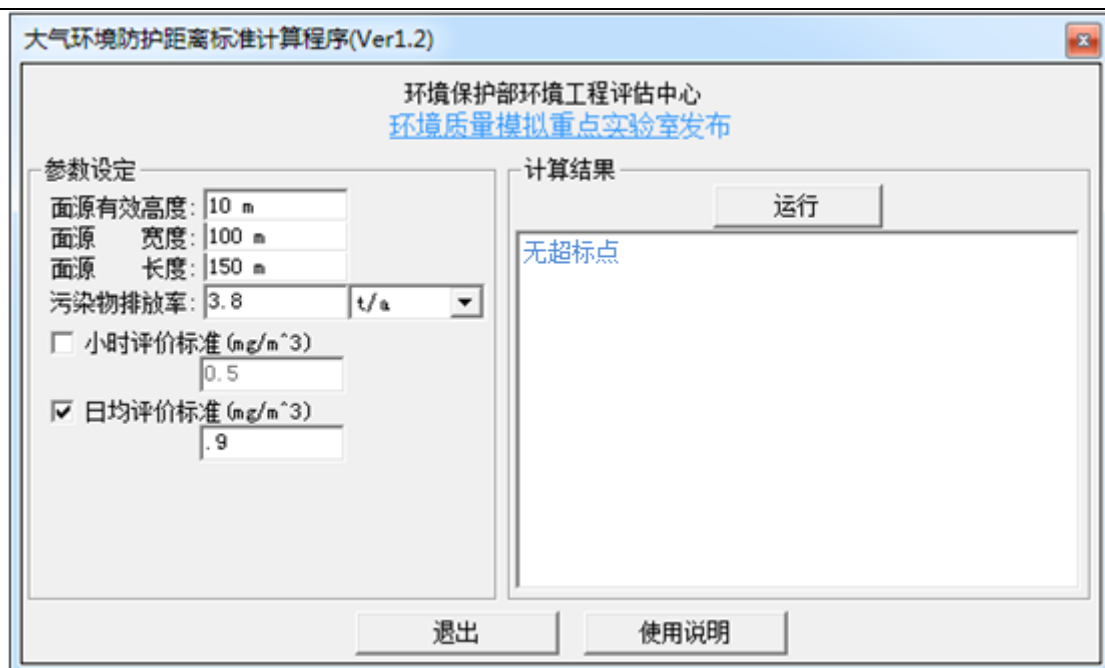 大气环境防护距离标准计算程序(Ver1.2)
环境保护部环境工程评估中心
环境质量模拟重点实验室发布
参数设定
面源有效高度: 10 m
面源 宽度: 100 m
面源 长度: 150 m
污染物排放率: 3.8 t/a
小时评价标准(mg/m^3)
0.5
日均评价标准(mg/m^3)
.9
计算结果
运行
无超标点
退出 使用说明